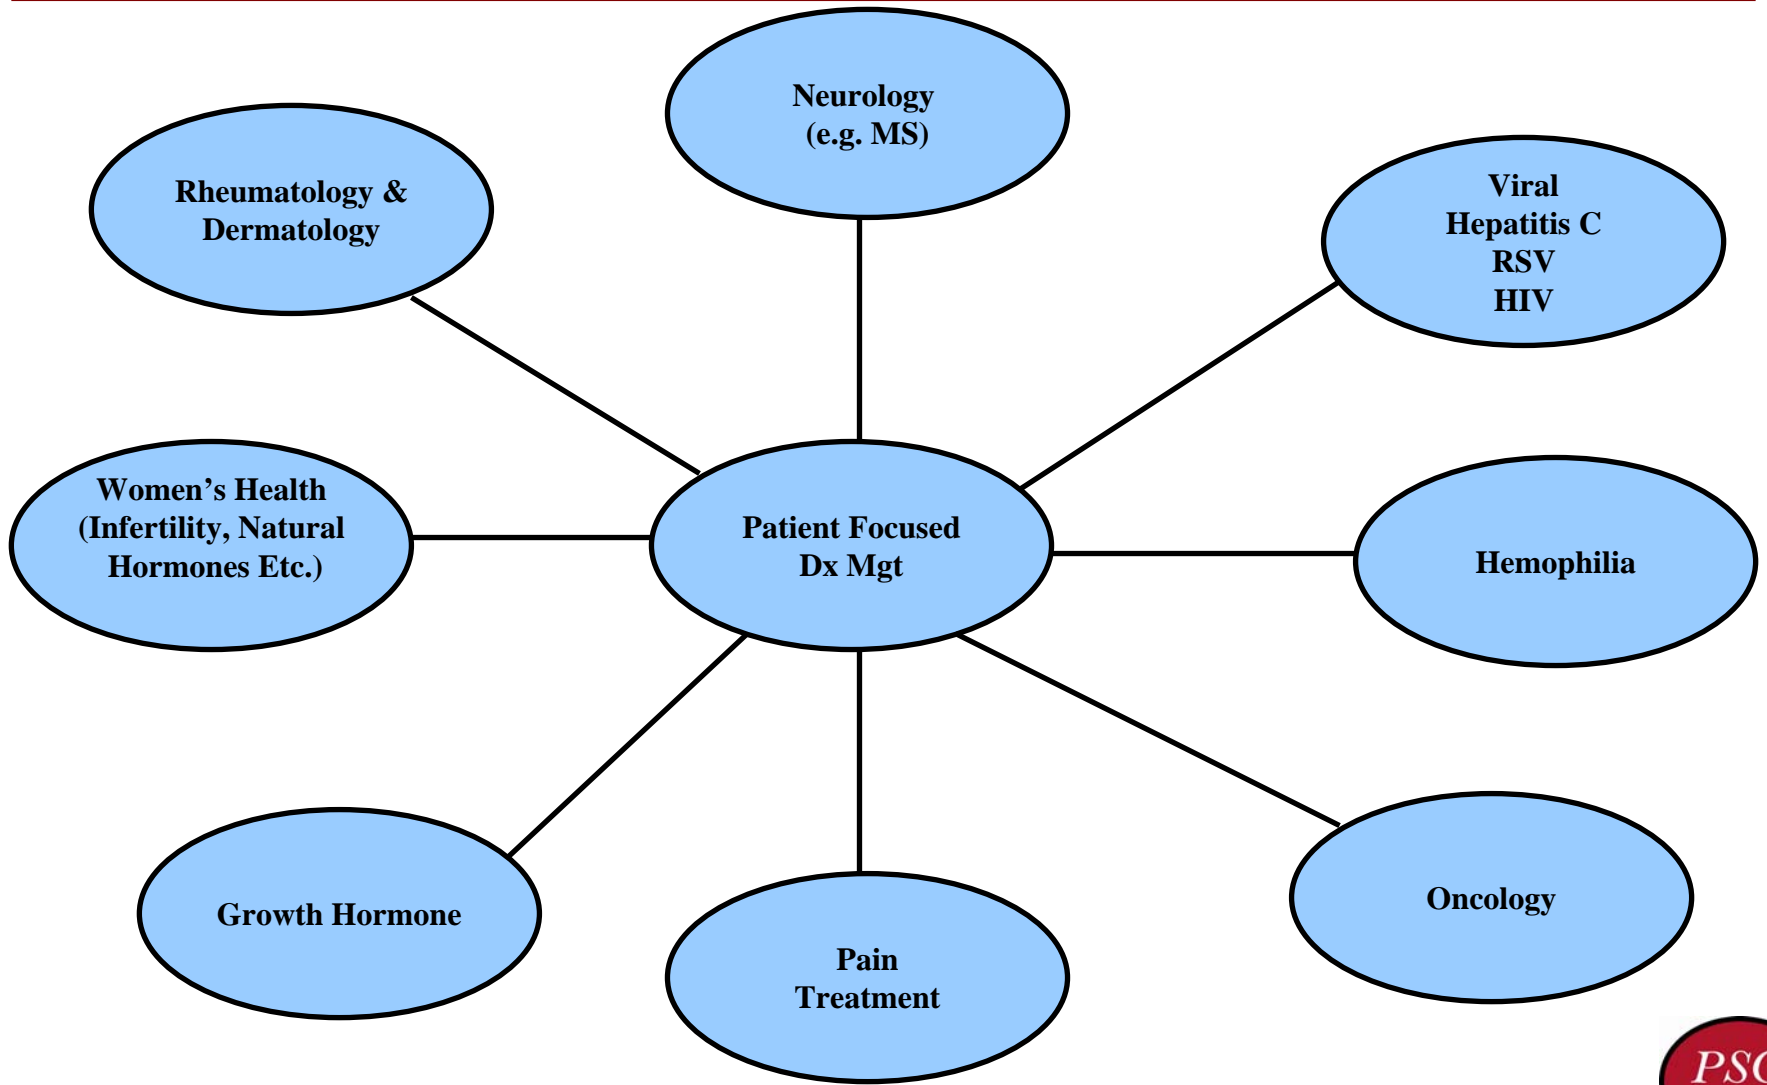 Neurology
(e.g. MS)
Rheumatology &
Dermatology
Viral
Hepatitis C
RSV
HIV
Women’s Health
(Infertility, Natural
Hormones Etc.)
Patient Focused
Dx Mgt
Hemophilia
Growth Hormone
Pain
Treatment
Oncology